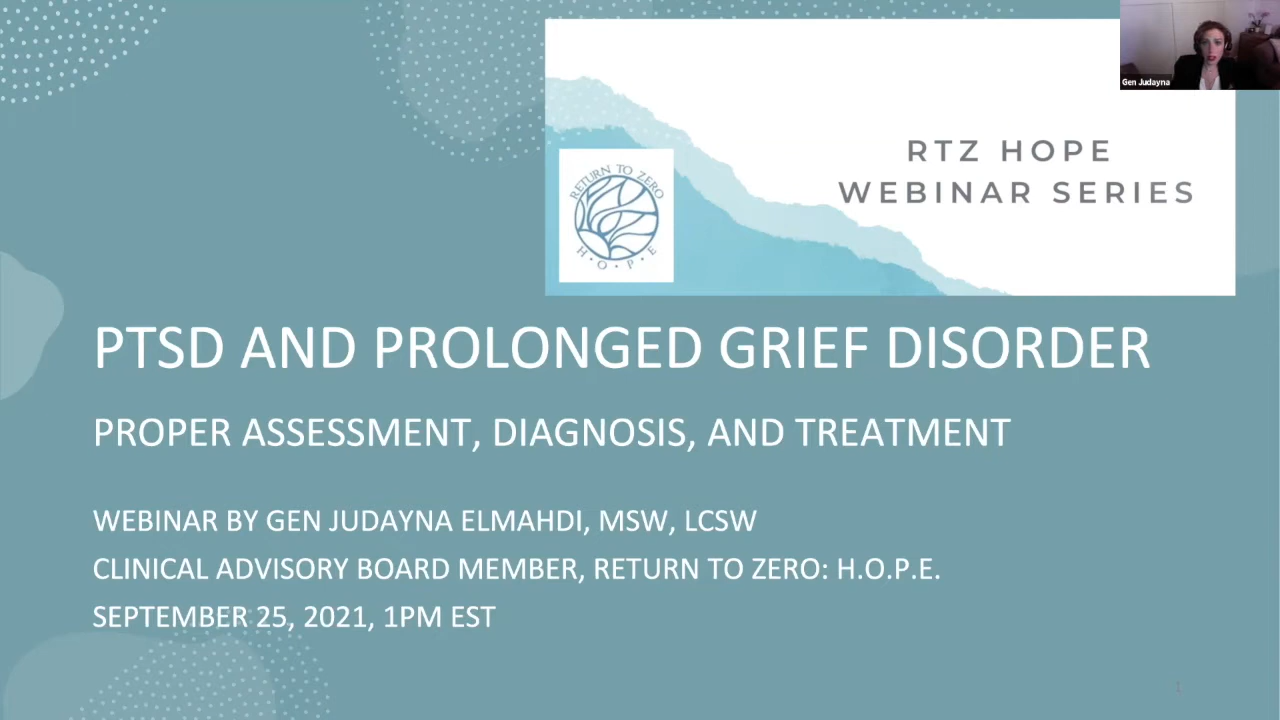 Gen Judayna
RTZ HOPE
WEBINAR SERIES
RETURN TO ZERO
H·O·P·E
PTSD AND PROLONGED GRIEF DISORDER
PROPER ASSESSMENT, DIAGNOSIS, AND TREATMENT
WEBINAR BY GEN JUDAYNA ELMAHDI, MSW, LCSW
CLINICAL ADVISORY BOARD MEMBER, RETURN TO ZERO: H.O.P.E.
SEPTEMBER 25, 2021, 1PM EST
1